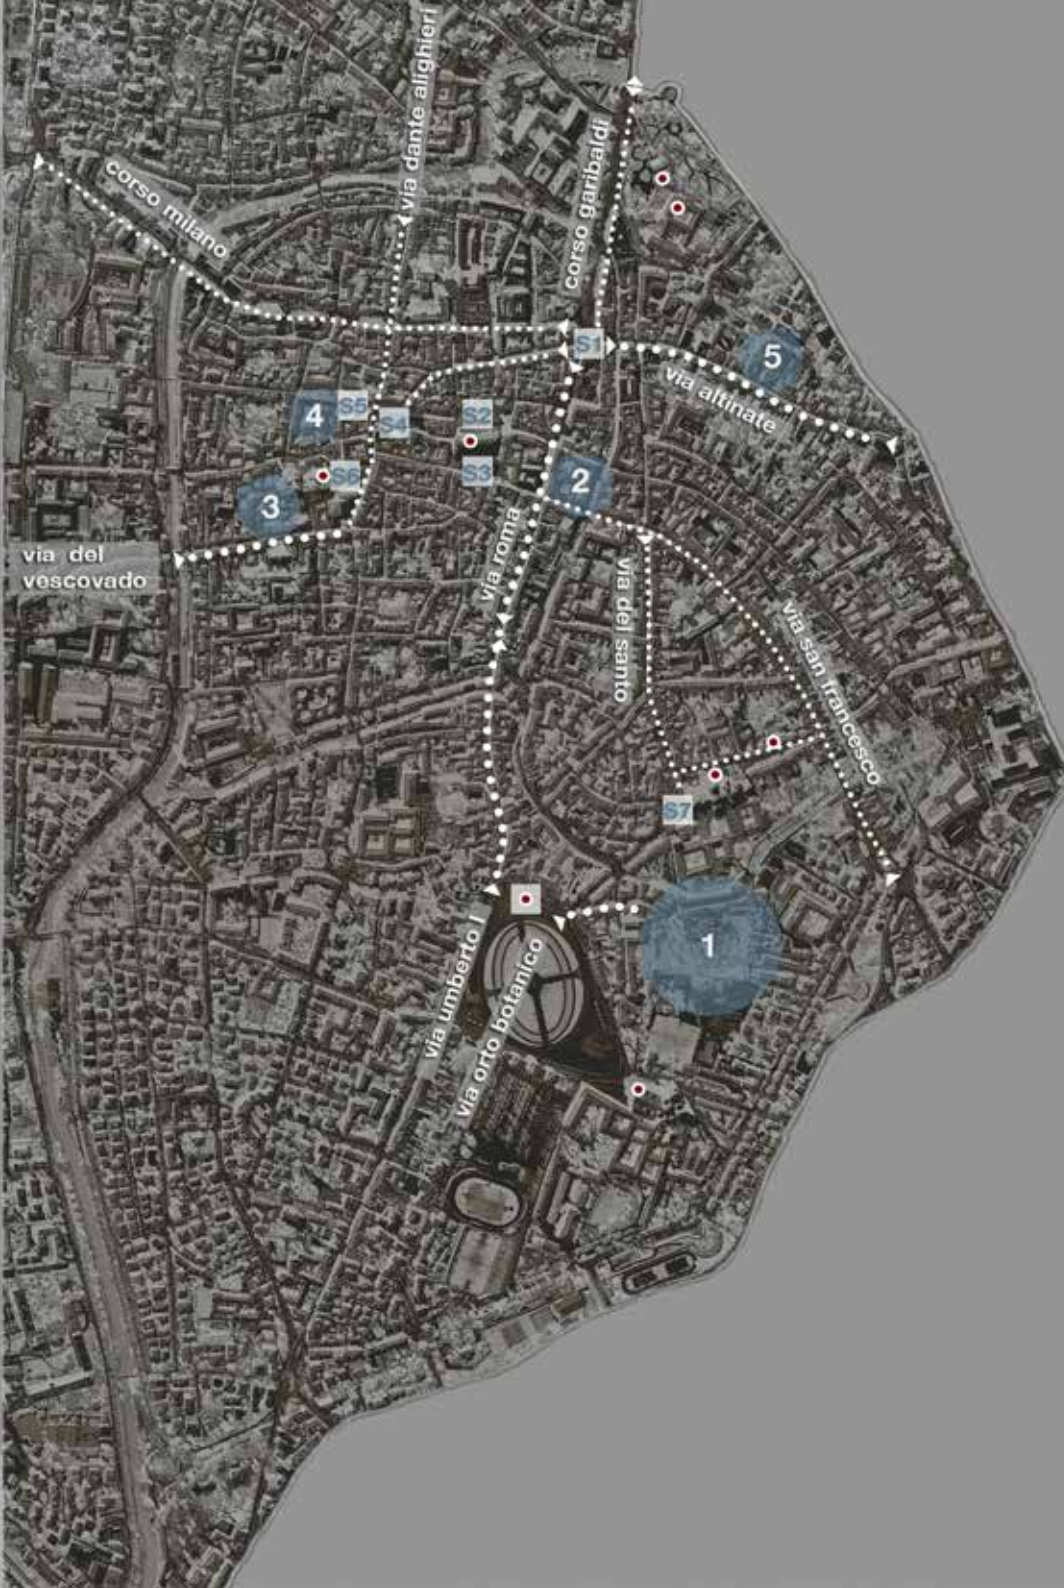 via dante alighieri
corso garibaldi
corso milano
S1
5
via altinate
S5
4
S4
S2
S6
S3
2
3
via roma
via del
vescovado
via del santo
via san francesco
S7
1
via umberto I
via orto botanico